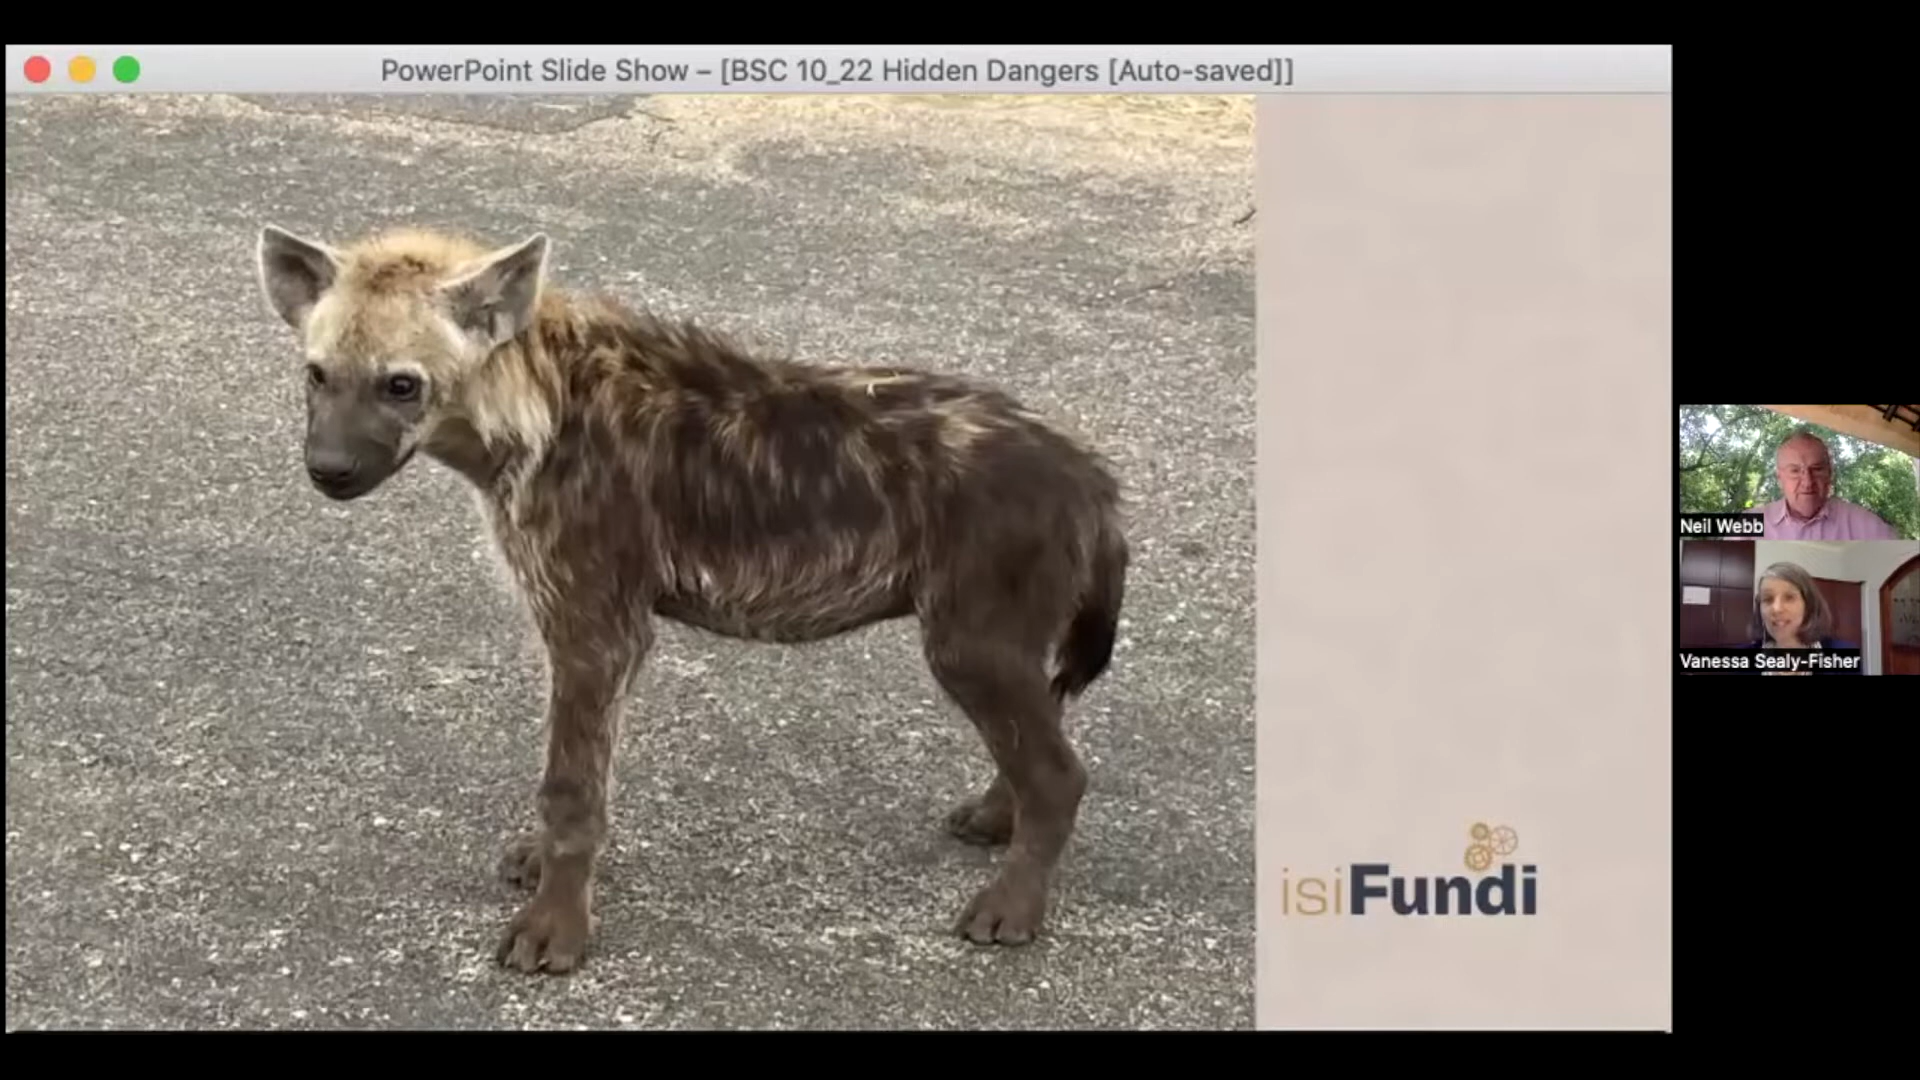 PowerPoint Slide Show – [BSC 10_22 Hidden Dangers [Auto-saved]]
Neil Webb
Vanessa Sealy-Fisher
isiFundi